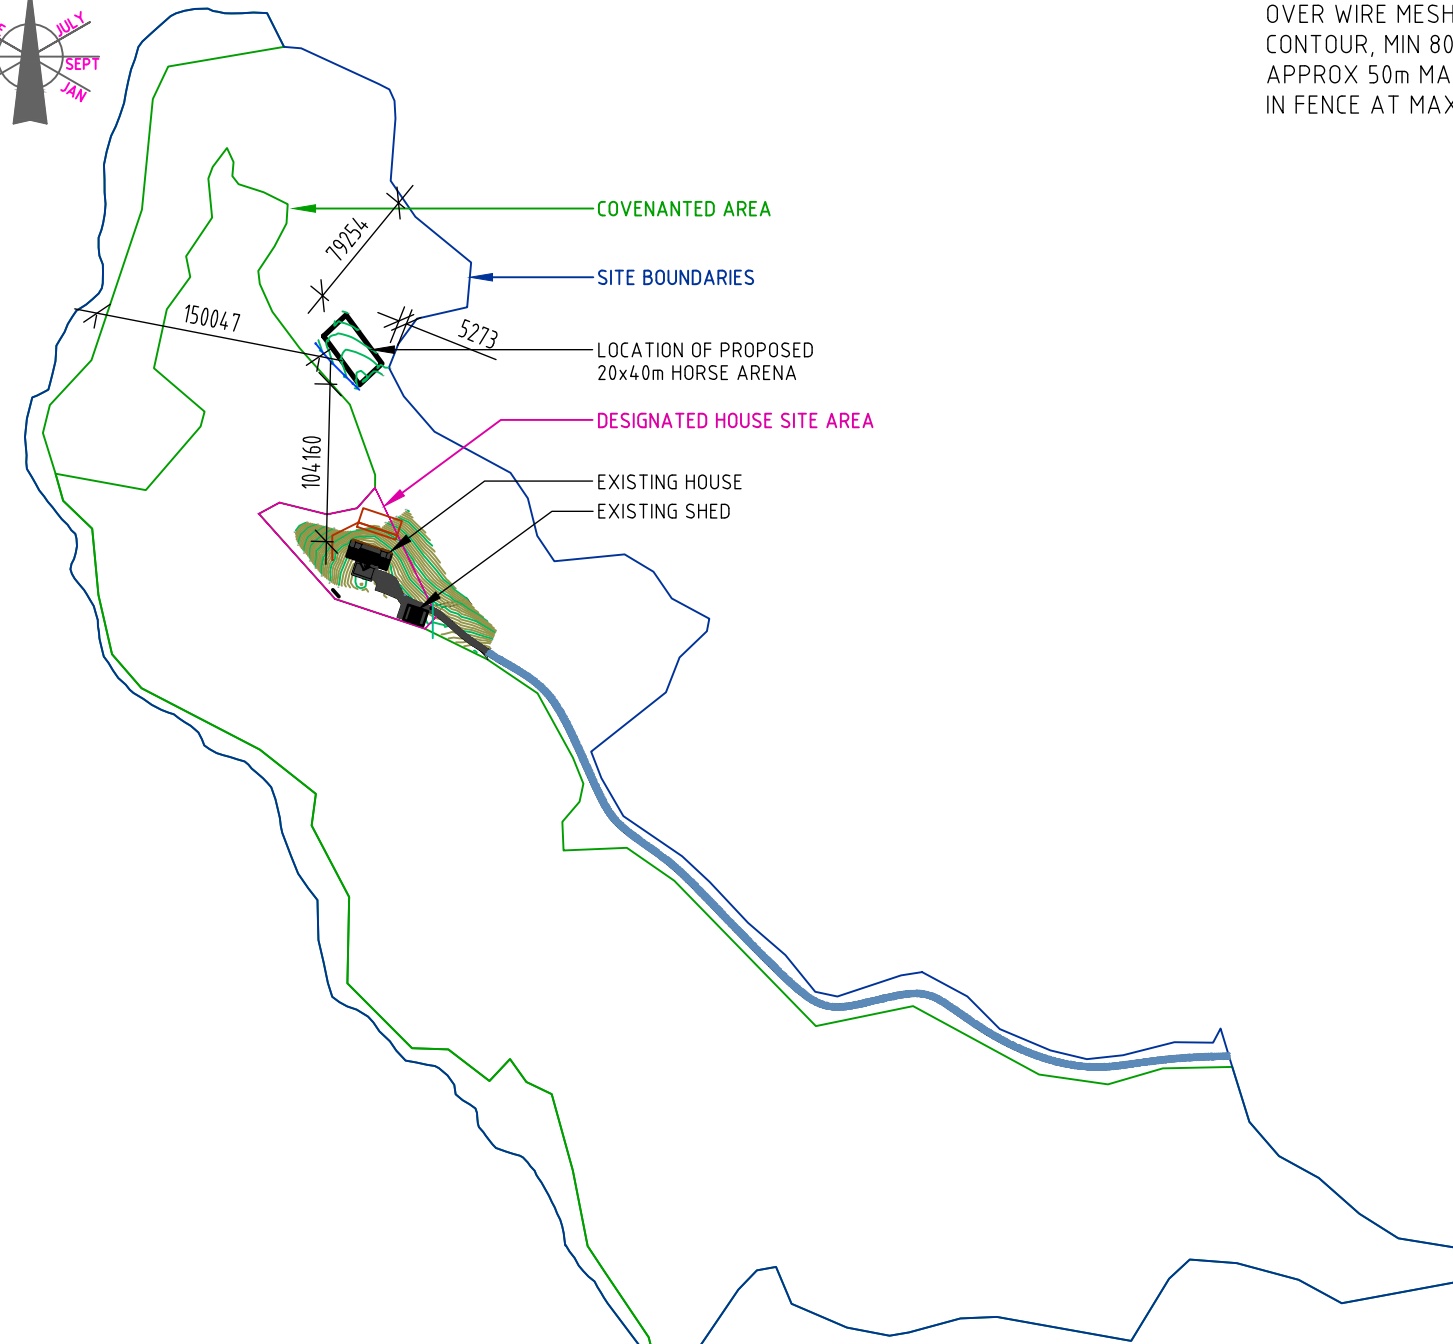 JULY
SEPT
JAN
OVER WIRE MESH
CONTOUR, MIN 80
APPROX 50m MA
IN FENCE AT MAX
COVENANTED AREA
79254
SITE BOUNDARIES
150047
5273
LOCATION OF PROPOSED
20x40m HORSE ARENA
DESIGNATED HOUSE SITE AREA
104160
EXISTING HOUSE
EXISTING SHED